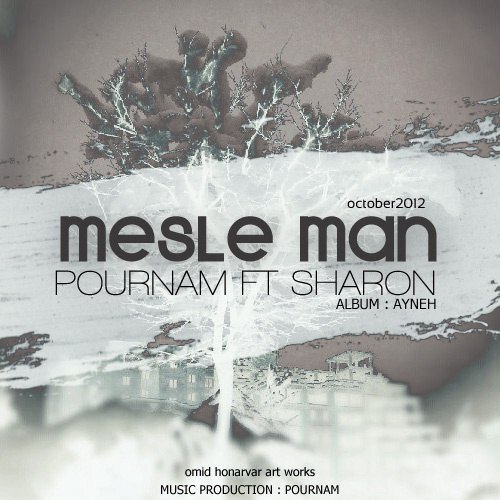 october2012
mesle man
POURNAM FT SHARON
ALBUM : AYNEH
omid honarvar art works
MUSIC PRODUCTION : POURNAM